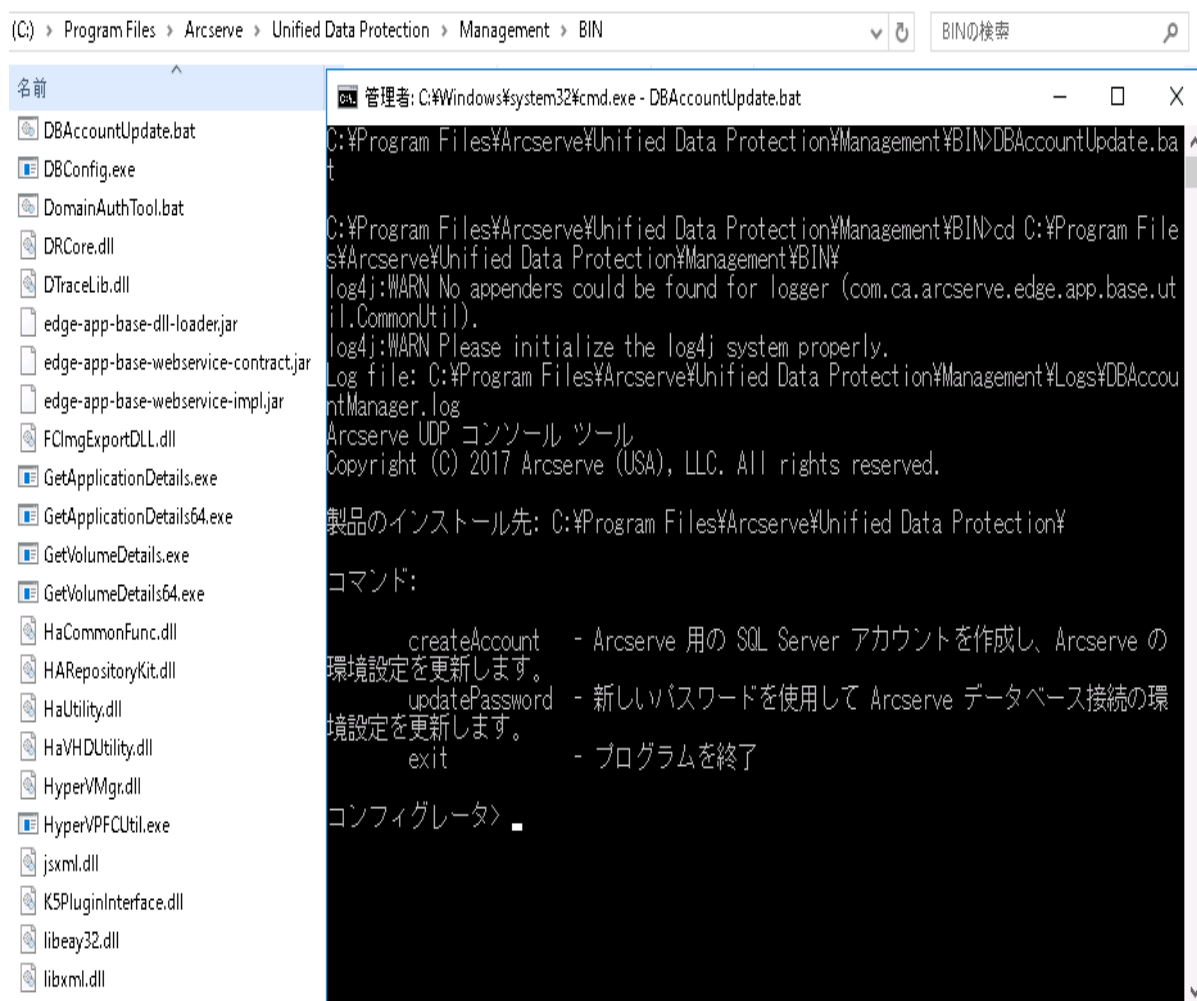 (C:) > Program Files > Arcserve > Unified Data Protection > Management > BIN
BINの検索
名前
DBAccountUpdate.bat
DBConfig.exe
DomainAuthTool.bat
DRCore.dll
DTraceLib.dll
edge-app-base-dll-loader.jar
edge-app-base-webservice-contract.jar
edge-app-base-webservice-impl.jar
FCImgExportDLL.dll
GetApplicationDetails.exe
GetApplicationDetails64.exe
GetVolumeDetails.exe
GetVolumeDetails64.exe
HaCommonFunc.dll
HARepositoryKit.dll
HaUtility.dll
HaVHDUtility.dll
HyperVMgr.dll
HyperVPFCUtil.exe
jsxml.dll
K5PluginInterface.dll
libeay32.dll
libxml.dll
管理者: C:¥Windows¥system32¥cmd.exe - DBAccountUpdate.bat
C:¥Program Files¥Arcserve¥Unified Data Protection¥Management¥BIN>DBAccountUpdate.ba
t
C:¥Program Files¥Arcserve¥Unified Data Protection¥Management¥BIN>cd C:¥Program File
s¥Arcserve¥Unified Data Protection¥Management¥BIN¥
log4j:WARN No appenders could be found for logger (com.ca.arcserve.edge.app.base.ut
il.CommonUtil).
log4j:WARN Please initialize the log4j system properly.
Log file: C:¥Program Files¥Arcserve¥Unified Data Protection¥Management¥Logs¥DBAccou
ntManager.log
Arcserve UDP コンソール ツール
Copyright (C) 2017 Arcserve (USA), LLC. All rights reserved.
製品のインストール先: C:¥Program Files¥Arcserve¥Unified Data Protection¥
コマンド:
createAccount - Arcserve 用の SQL Server アカウントを作成し、Arcserve の
環境設定を更新します。
updatePassword - 新しいパスワードを使用して Arcserve データベース接続の環
境設定を更新します。
exit - プログラムを終了
コンフィグレータ>